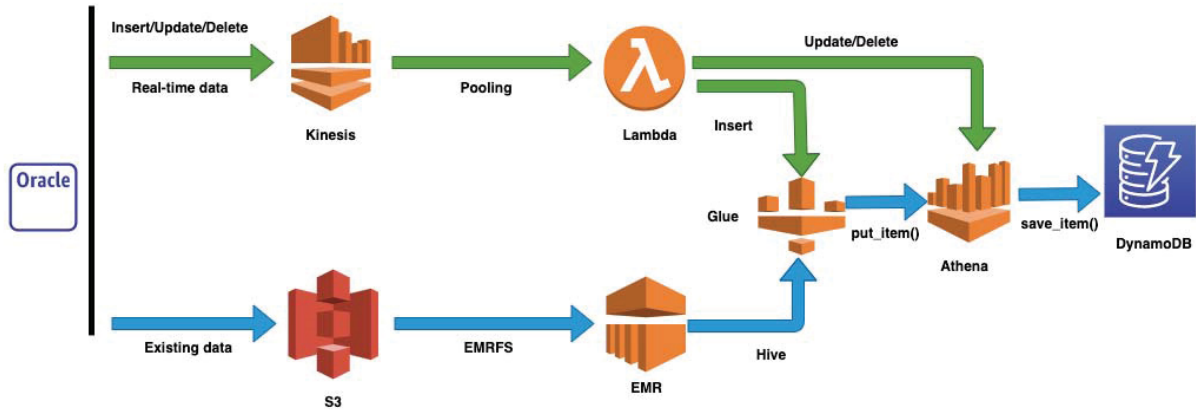 Insert/Update/Delete
Real-time data
Kinesis
Pooling
Lambda
Update/Delete
Insert
Oracle
Glue
put_item()
Athena
save_item()
DynamoDB
Existing data
S3
EMRFS
EMR
Hive